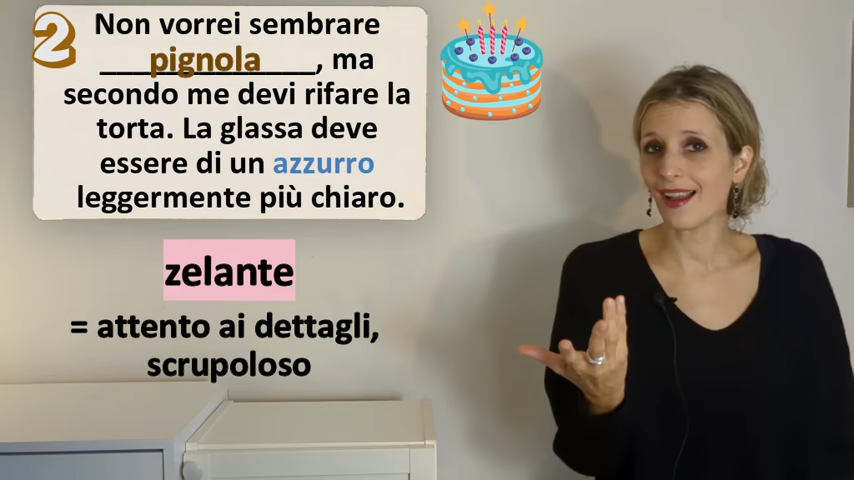 2
Non vorrei sembrare
pignola, ma
secondo me devi rifare la
torta. La glassa deve
essere di un azzurro
leggermente più chiaro.
zelante
= attento ai dettagli,
scrupoloso